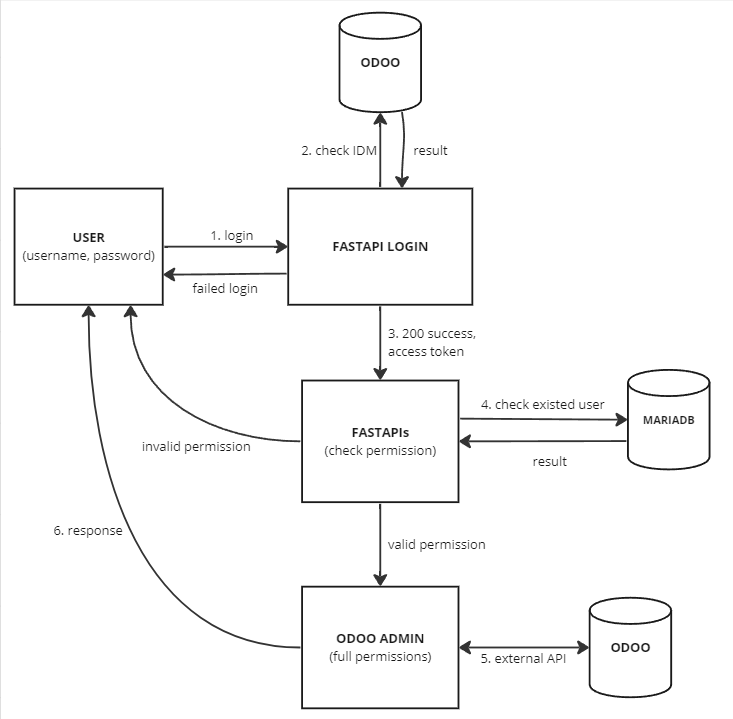 ODOO
2. check IDM
result
USER
(username, password)
1. login
FASTAPI LOGIN
failed login
3. 200 success,
access token
FASTAPIs
(check permission)
4. check existed user
MARIADB
result
invalid permission
6. response
valid permission
ODOO ADMIN
(full permissions)
5. external API
ODOO